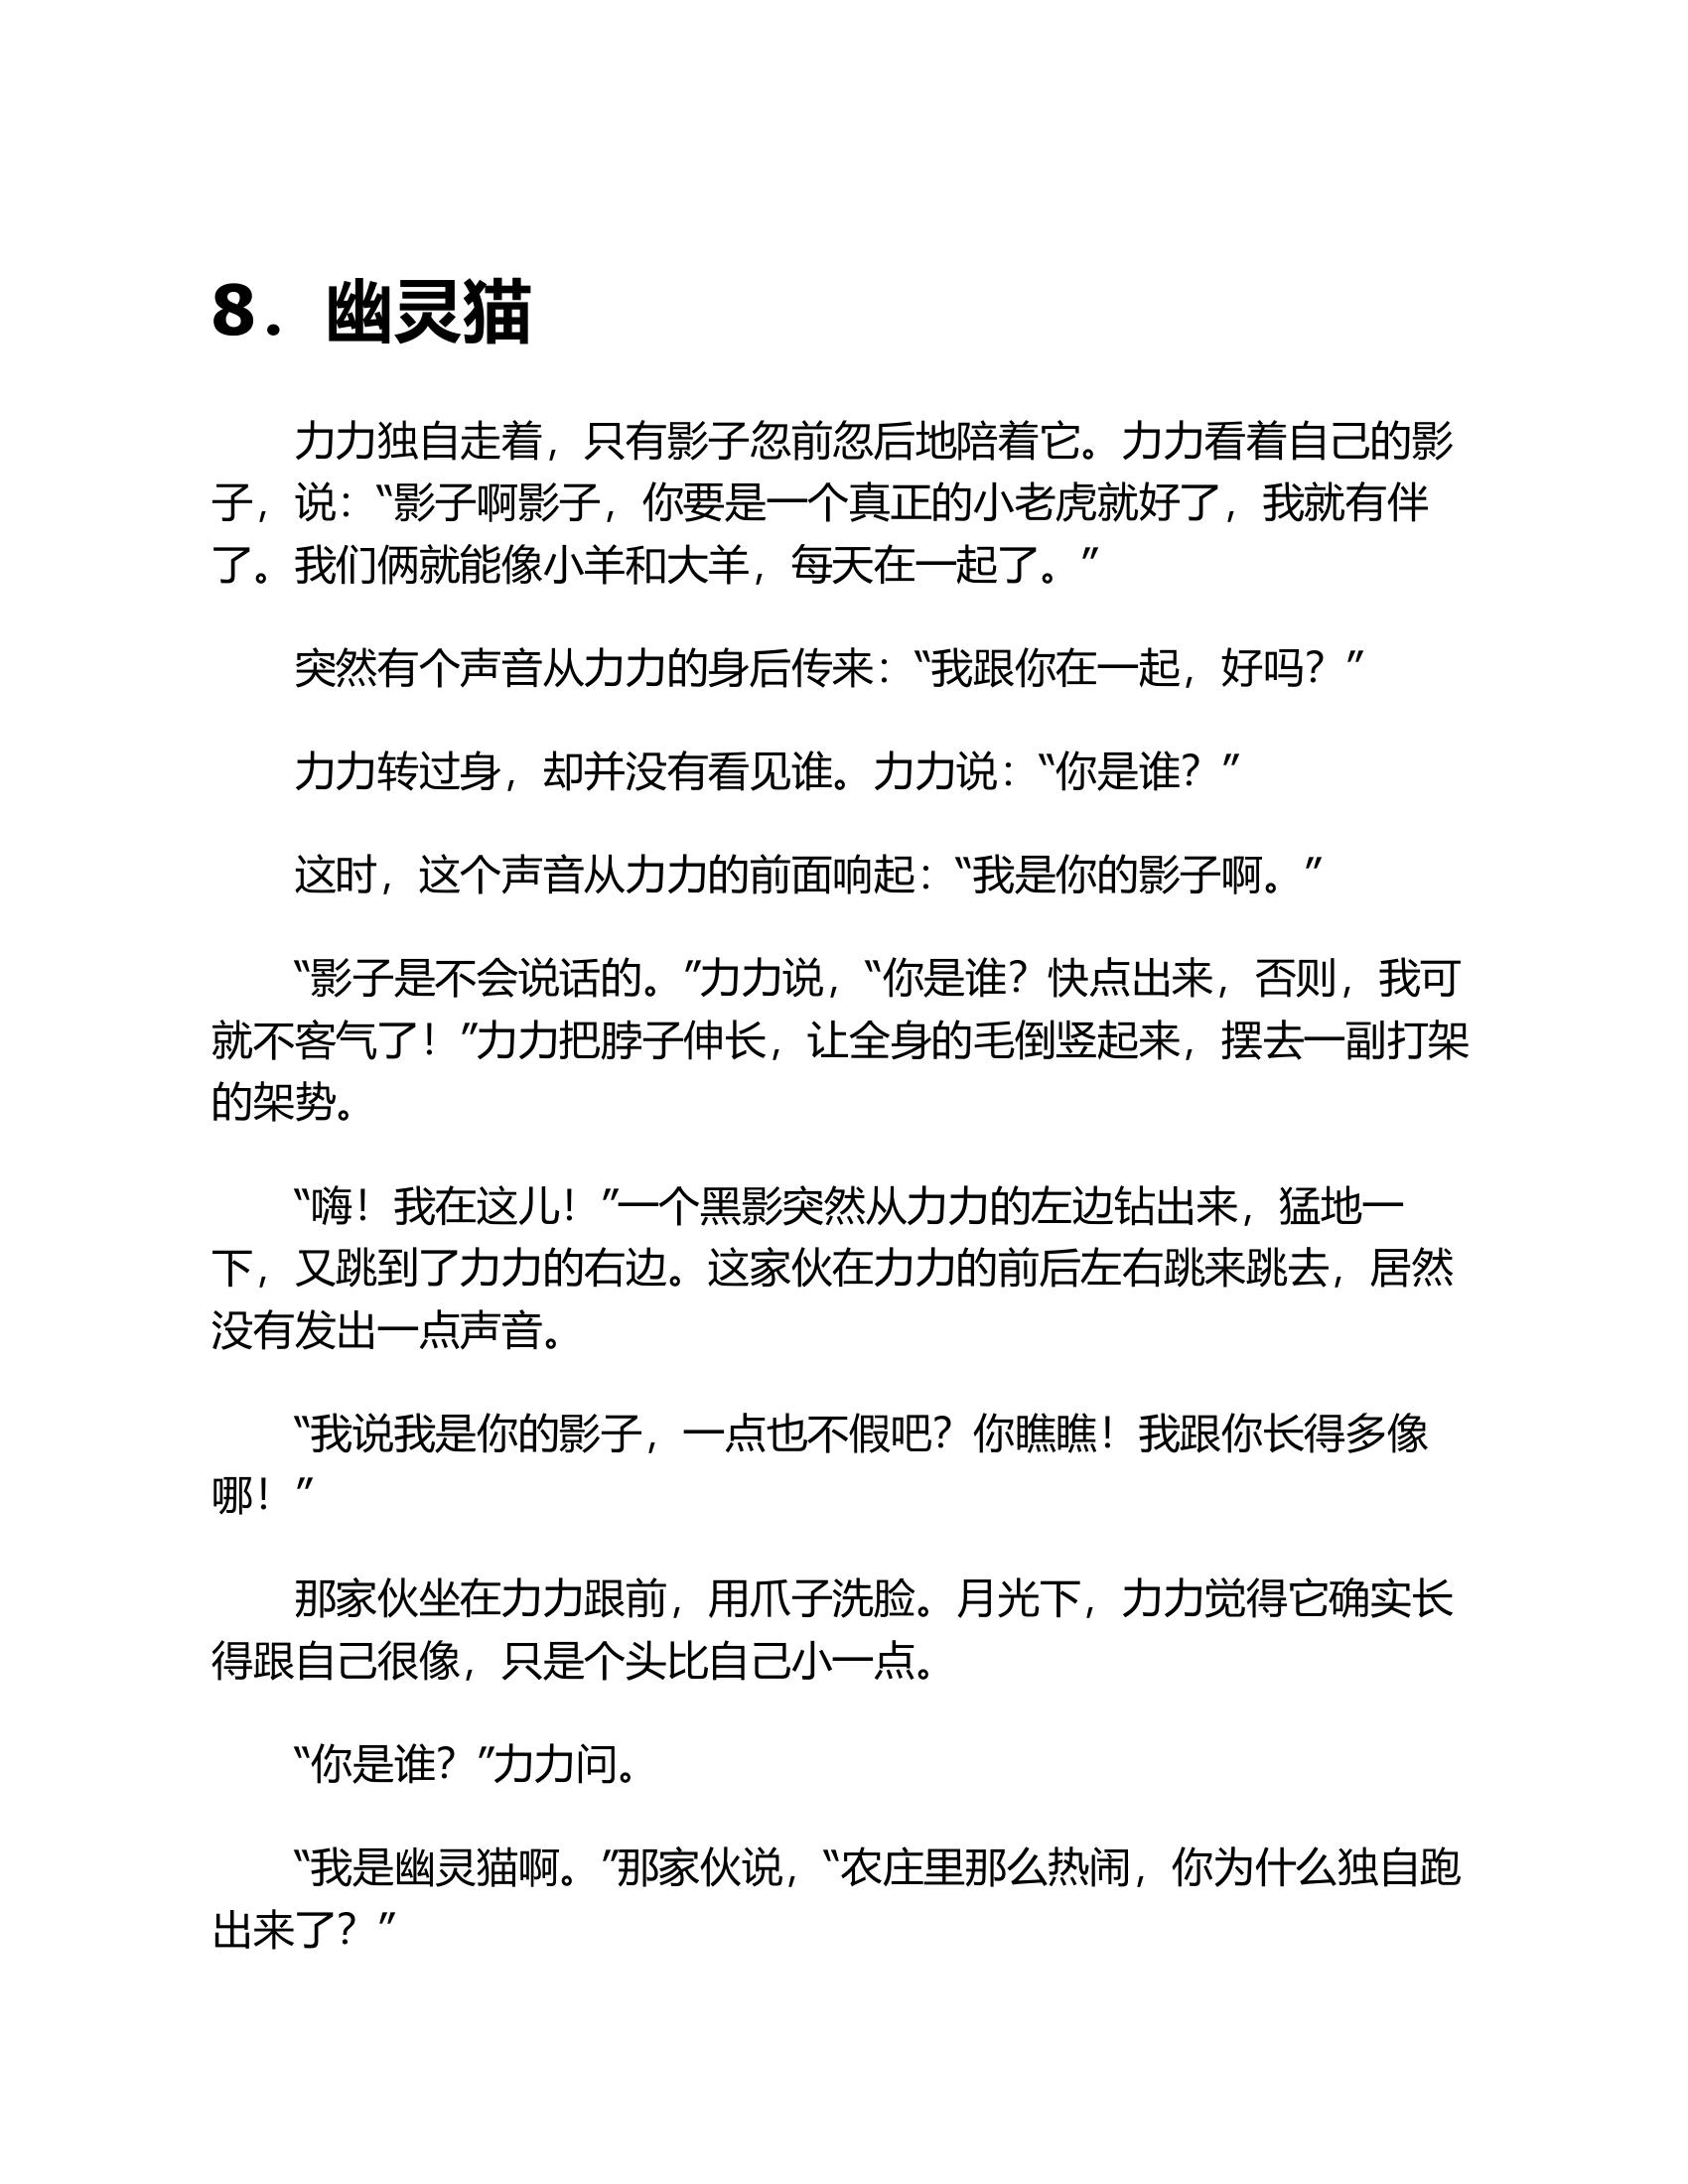 8．幽灵猫
力力独自走着，只有影子忽前忽后地陪着它。力力看着自己的影
子，说：“影子啊影子，你要是一个真正的小老虎就好了，我就有伴
了。我们俩就能像小羊和大羊，每天在一起了。”
突然有个声音从力力的身后传来：“我跟你在一起，好吗？”
力力转过身，却并没有看见谁。力力说：“你是谁？”
这时，这个声音从力力的前面响起：“我是你的影子啊。”
“影子是不会说话的。”力力说，“你是谁？快点出来，否则，我可
就不客气了！”力力把脖子伸长，让全身的毛倒竖起来，摆去一副打架
的架势。
“嗨！我在这儿！”一个黑影突然从力力的左边钻出来，猛地一
下，又跳到了力力的右边。这家伙在力力的前后左右跳来跳去，居然
没有发出一点声音。
“我说我是你的影子，一点也不假吧？你瞧瞧！我跟你长得多像
哪！”
那家伙坐在力力跟前，用爪子洗脸。月光下，力力觉得它确实长
得跟自己很像，只是个头比自己小一点。
“你是谁？”力力问。
“我是幽灵猫啊。”那家伙说，“农庄里那么热闹，你为什么独自跑
出来了？”